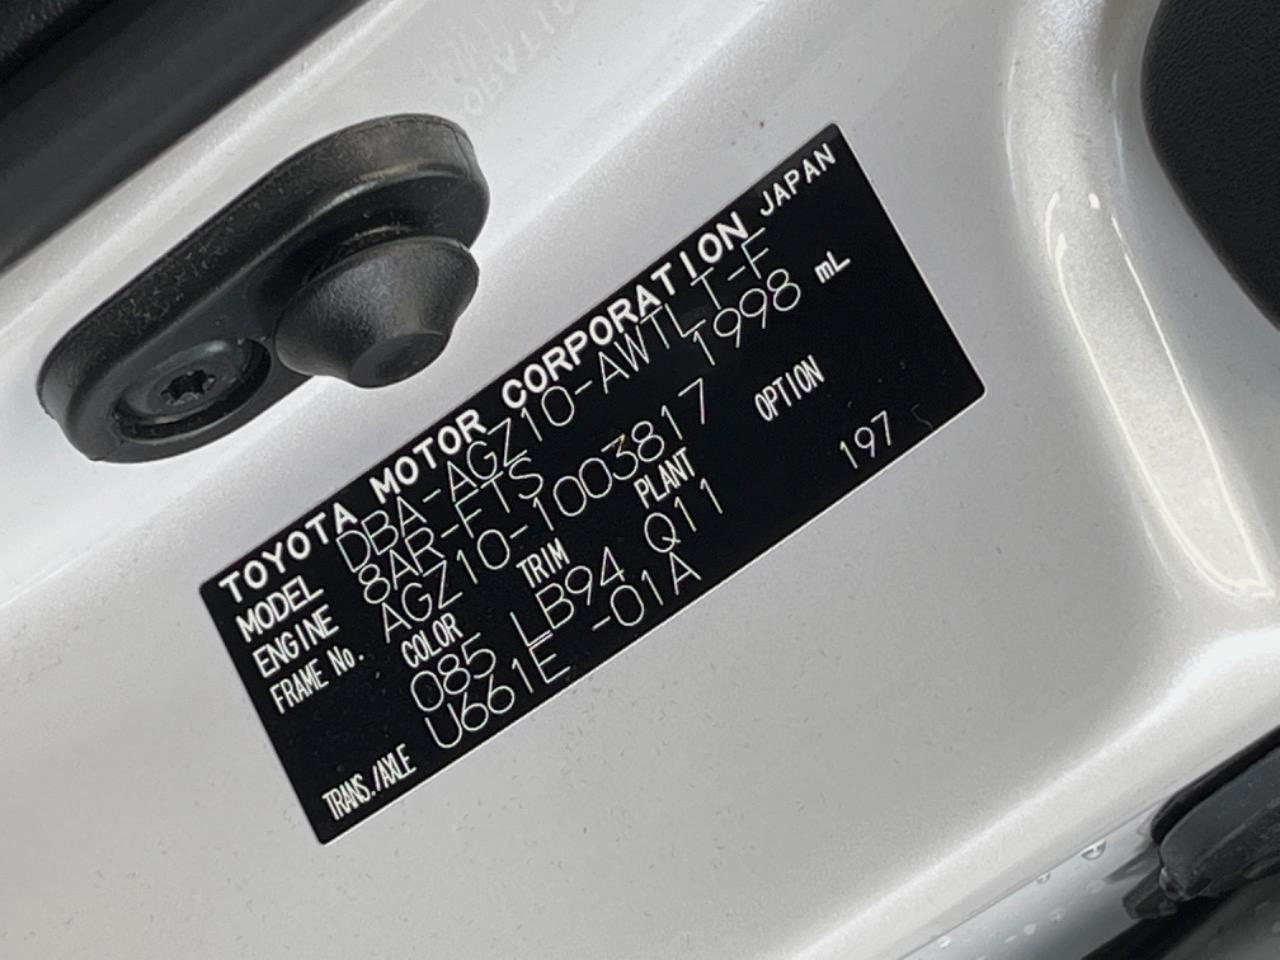 TOYOTA MOTOR CORPORATION JAPAN
MODEL DBA-AGZ10-AWTLT-F
ENGINE 8AR-FTS 1998 mL
FRAME No. AGZ10-1003817
COLOR TRIM PLANT OPTION
085 LB94 Q11 197
TRANS./AXLE U661E -01A